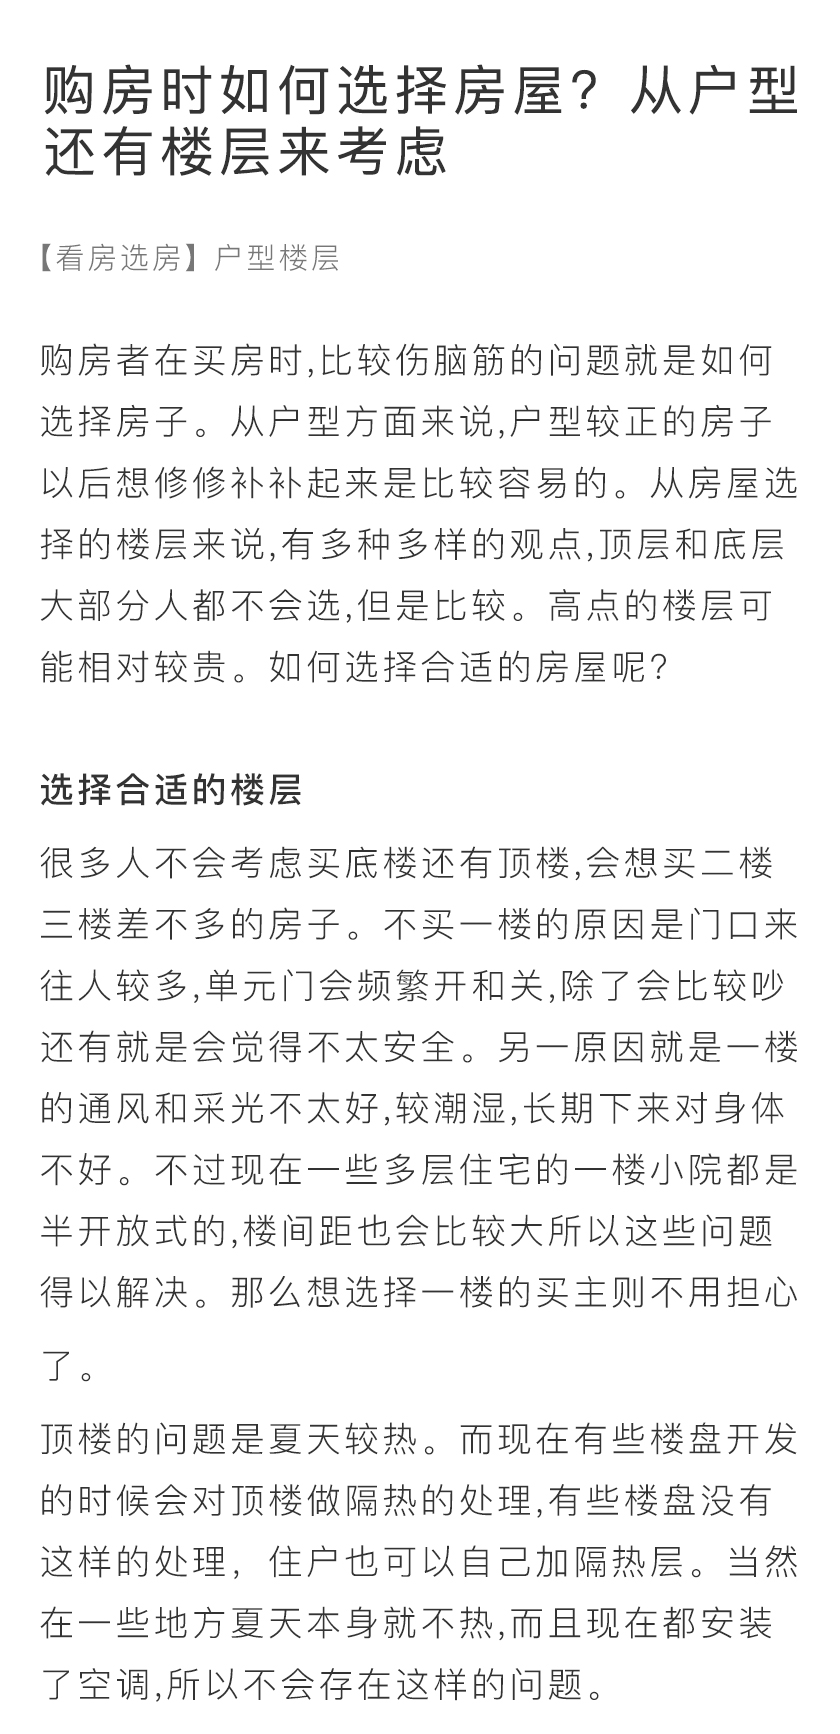 购房时如何选择房屋？从户型
还有楼层来考虑
【看房选房】户型楼层
购房者在买房时,比较伤脑筋的问题就是如何
选择房子。从户型方面来说,户型较正的房子
以后想修修补补起来是比较容易的。从房屋选
择的楼层来说,有多种多样的观点,顶层和底层
大部分人都不会选,但是比较。高点的楼层可
能相对较贵。如何选择合适的房屋呢？
选择合适的楼层
很多人不会考虑买底楼还有顶楼,会想买二楼
三楼差不多的房子。不买一楼的原因是门口来
往人较多,单元门会频繁开和关,除了会比较吵
还有就是会觉得不太安全。另一原因就是一楼
的通风和采光不太好,较潮湿,长期下来对身体
不好。不过现在一些多层住宅的一楼小院都是
半开放式的,楼间距也会比较大所以这些问题
得以解决。那么想选择一楼的买主则不用担心
了。
顶楼的问题是夏天较热。而现在有些楼盘开发
的时候会对顶楼做隔热的处理,有些楼盘没有
这样的处理，住户也可以自己加隔热层。当然
在一些地方夏天本身就不热,而且现在都安装
了空调,所以不会存在这样的问题。